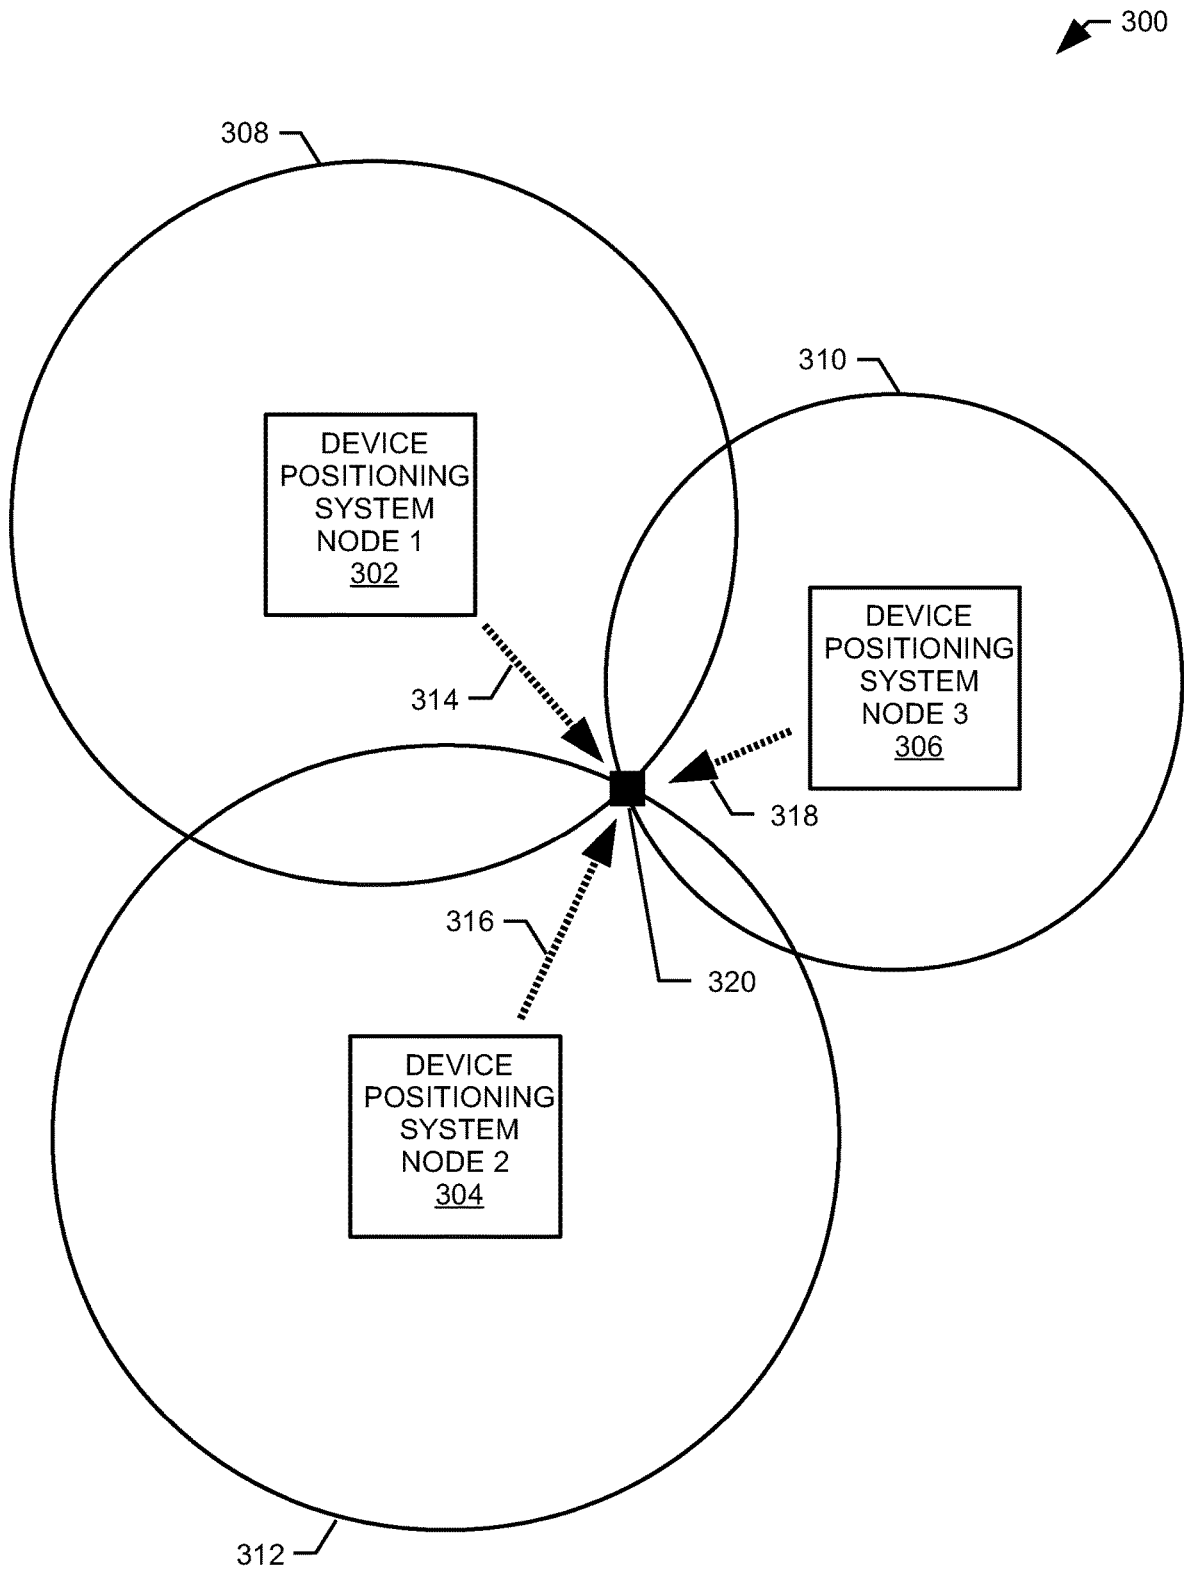 300
308
310
DEVICE
POSITIONING
SYSTEM
NODE 1
302
DEVICE
POSITIONING
SYSTEM
NODE 3
306
314
318
316
320
DEVICE
POSITIONING
SYSTEM
NODE 2
304
312